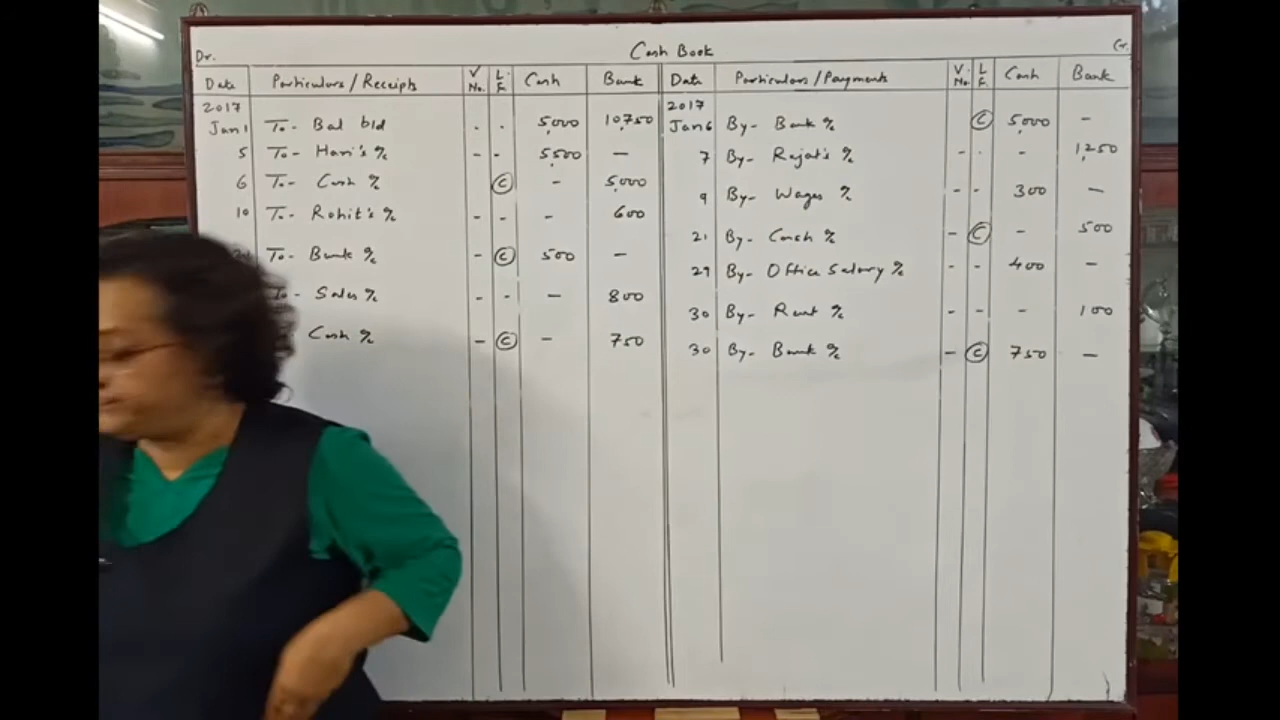 Cash Book
Dr. Cr.
Date Particulars/Receipts V. No. L. F. Cash Bank Date Particulars/Payments V. No. L F. Cash Bank
2017 2017
Jan 1 To- Bal b/d - - 5,000 10,750 Jan 6 By- Bank a/c C 5,000 -
5 To- Hari's a/c - - 5,500 - 7 By- Rajat's a/c - - - 1,250
6 To- Cash a/c C - 5,000 9 By- Wages a/c - - 300 -
10 To- Rohit's a/c - - - 600 21 By- Cash a/c - C - 500
To- Bank a/c - C 500 - 29 By- Office Salary a/c - - 400 -
To- Sales a/c - - - 800 30 By- Rent a/c - - - 100
Cash a/c - C - 750 30 By- Bank a/c - C 750 -